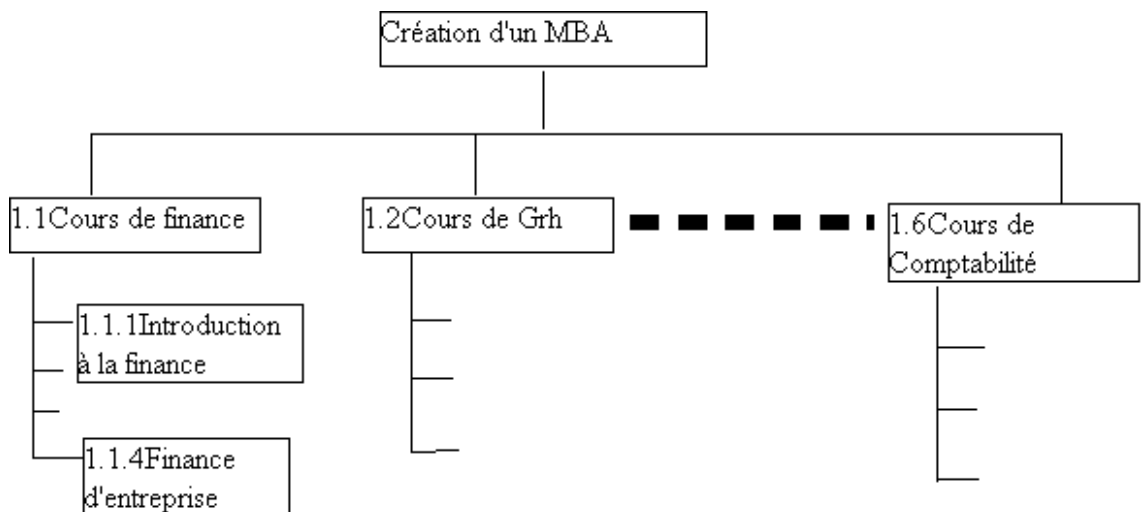 Création d'un MBA
1.1Cours de finance
1.2Cours de Grh
1.6Cours de
Comptabilité
1.1.1Introduction
à la finance
1.1.4Finance
d'entreprise